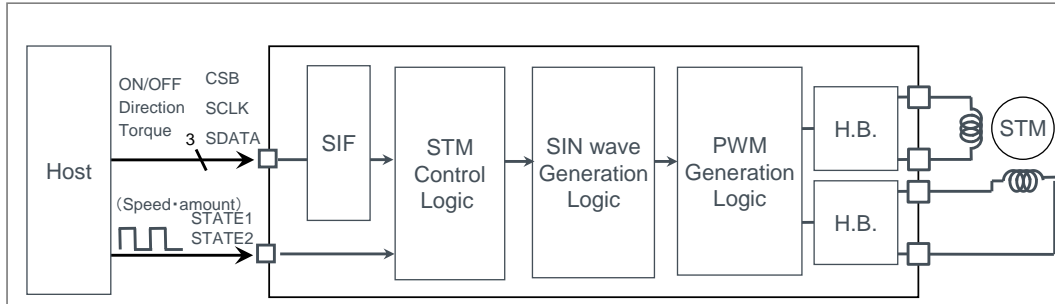 Host
ON/OFF
Direction
Torque
CSB
SCLK
SDATA
3
(Speed・amount)
STATE1
STATE2
SIF
STM
Control
Logic
SIN wave
Generation
Logic
PWM
Generation
Logic
H.B.
H.B.
STM